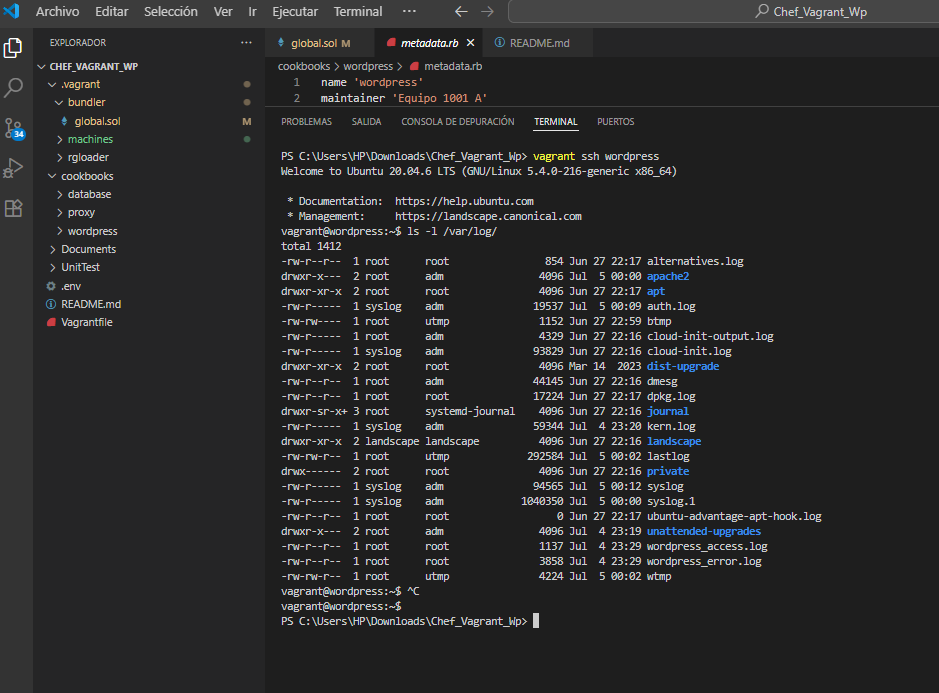 Archivo Editar Selección Ver Ir Ejecutar Terminal ··· ← → Chef_Vagrant_Wp
EXPLORADOR ···
CHEF_VAGRANT_WP
.vagrant
bundler
global.sol M
machines
rgloader
cookbooks
database
proxy
wordpress
Documents
UnitTest
.env
README.md
Vagrantfile
34
global.sol M metadata.rb × README.md
cookbooks > wordpress > metadata.rb
1 name 'wordpress'
2 maintainer 'Equipo 1001 A'
PROBLEMAS SALIDA CONSOLA DE DEPURACIÓN TERMINAL PUERTOS
PS C:\Users\HP\Downloads\Chef_Vagrant_Wp> vagrant ssh wordpress
Welcome to Ubuntu 20.04.6 LTS (GNU/Linux 5.4.0-216-generic x86_64)
* Documentation: https://help.ubuntu.com
* Management: https://landscape.canonical.com
vagrant@wordpress:~$ ls -l /var/log/
total 1412
-rw-r--r-- 1 root root 854 Jun 27 22:17 alternatives.log
drwxr-x--- 2 root adm 4096 Jul 5 00:00 apache2
drwxr-xr-x 2 root root 4096 Jun 27 22:17 apt
-rw-r----- 1 syslog adm 19537 Jul 5 00:09 auth.log
-rw-rw---- 1 root utmp 1152 Jun 27 22:59 btmp
-rw-r----- 1 root adm 4329 Jun 27 22:16 cloud-init-output.log
-rw-r----- 1 syslog adm 93829 Jun 27 22:16 cloud-init.log
drwxr-xr-x 2 root root 4096 Mar 14 2023 dist-upgrade
-rw-r--r-- 1 root adm 44145 Jun 27 22:16 dmesg
-rw-r--r-- 1 root root 17224 Jun 27 22:17 dpkg.log
drwxr-sr-x+ 3 root systemd-journal 4096 Jun 27 22:16 journal
-rw-r----- 1 syslog adm 59344 Jul 4 23:20 kern.log
drwxr-xr-x 2 landscape landscape 4096 Jun 27 22:16 landscape
-rw-rw-r-- 1 root utmp 292584 Jul 5 00:02 lastlog
drwx------ 2 root root 4096 Jun 27 22:16 private
-rw-r----- 1 syslog adm 94565 Jul 5 00:12 syslog
-rw-r----- 1 syslog adm 1040350 Jul 5 00:00 syslog.1
-rw-r--r-- 1 root root 0 Jun 27 22:17 ubuntu-advantage-apt-hook.log
drwxr-x--- 2 root adm 4096 Jul 4 23:19 unattended-upgrades
-rw-r--r-- 1 root root 1137 Jul 4 23:29 wordpress_access.log
-rw-r--r-- 1 root root 3858 Jul 4 23:29 wordpress_error.log
-rw-rw-r-- 1 root utmp 4224 Jul 5 00:02 wtmp
vagrant@wordpress:~$ ^C
vagrant@wordpress:~$
PS C:\Users\HP\Downloads\Chef_Vagrant_Wp>